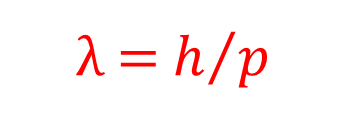 λ = h/p